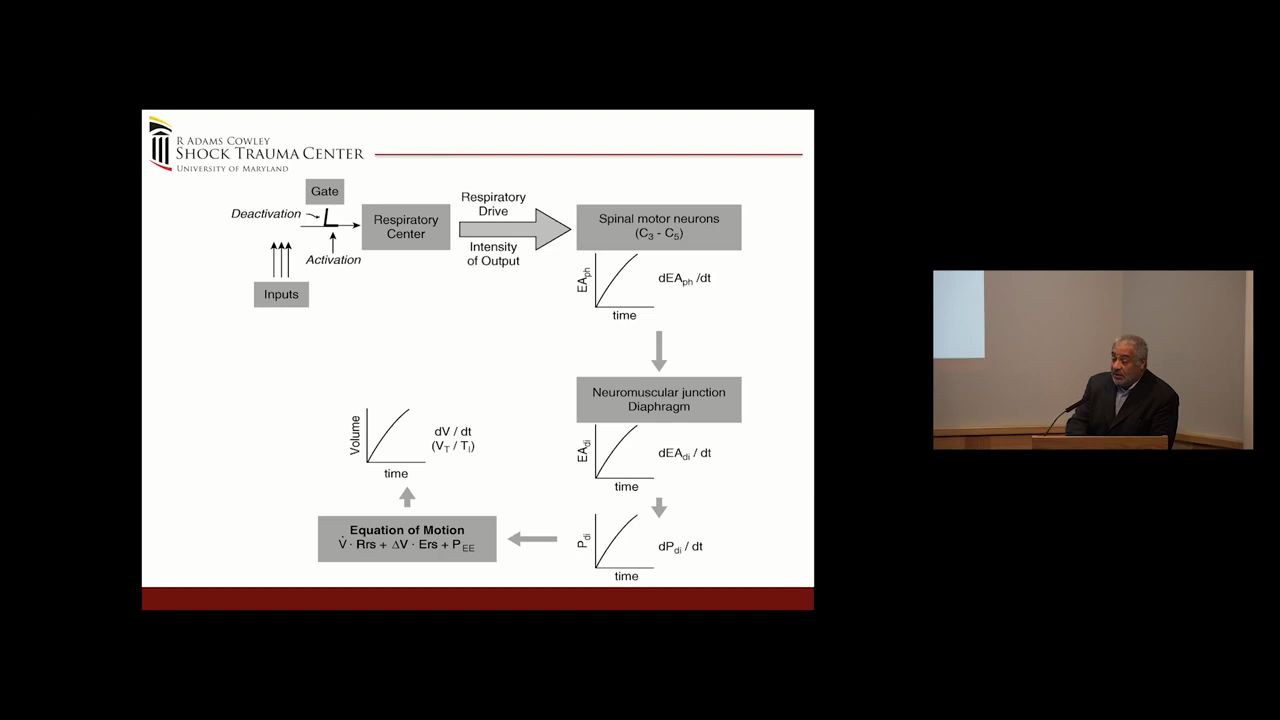 R ADAMS COWLEY
SHOCK TRAUMA CENTER
UNIVERSITY OF MARYLAND
Gate
Deactivation
Activation
Inputs
Respiratory
Center
Respiratory
Drive
Intensity
of Output
Spinal motor neurons
(C3 - C5)
EAph
dEAph /dt
time
Neuromuscular junction
Diaphragm
EAdi
dEAdi / dt
time
Pdi
dPdi / dt
time
Equation of Motion
V̇ · Rrs + ΔV · Ers + PEE
Volume
dV / dt
(VT / TI)
time